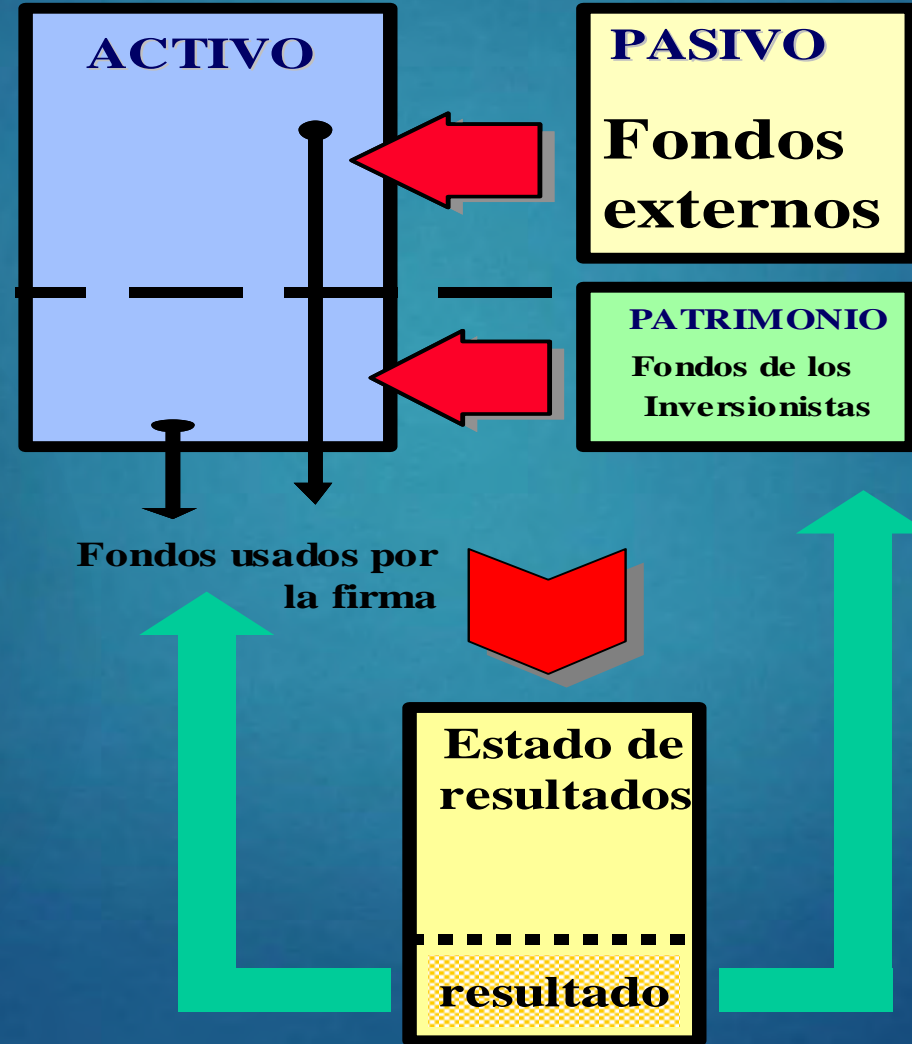 ACTIVO
PASIVO
Fondos
externos
PATRIMONIO
Fondos de los
Inversionistas
Fondos usados por
la firma
Estado de
resultados
resultado